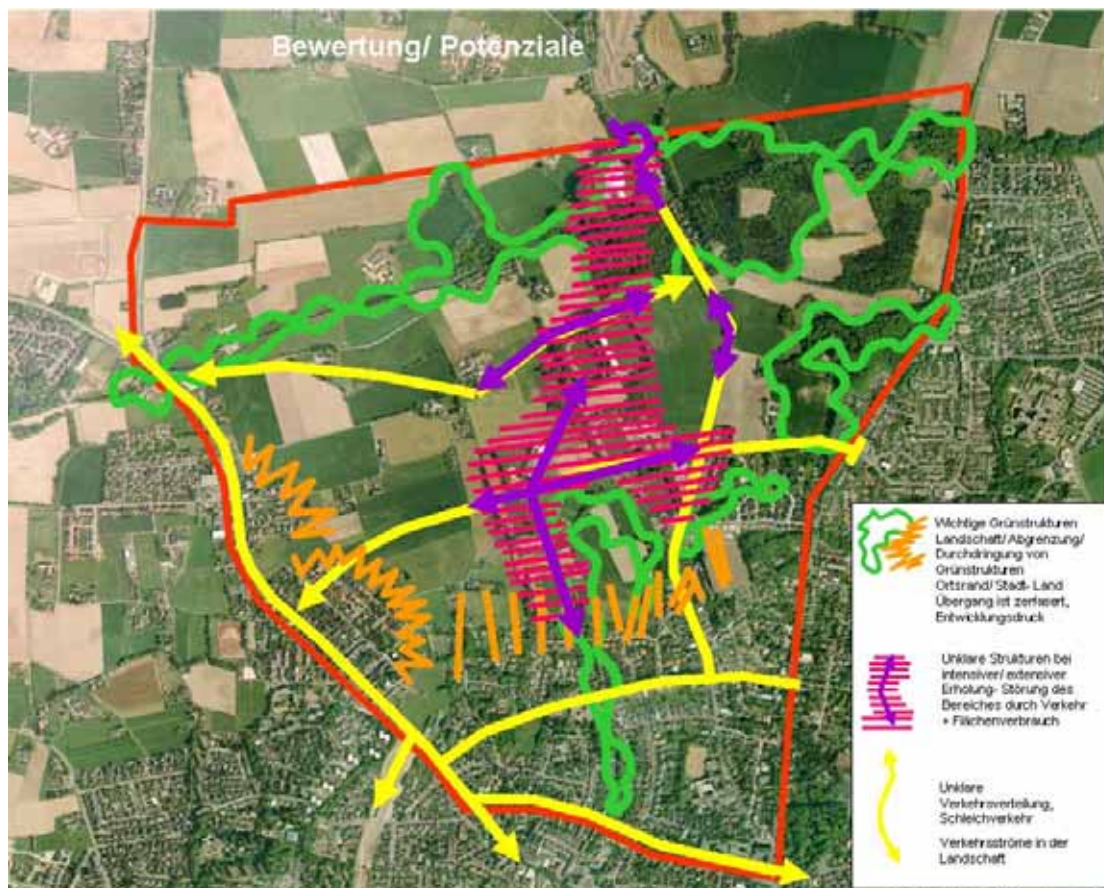 Bewertung/ Potenziale
Wichtige Grünstrukturen
Landschaft/ Abgrenzung/
Durchdringung von
Grünstrukturen
Ortsrand/ Stadt- Land
Übergang ist zerfasert,
Entwicklungsdruck
Unklare Strukturen bei
intensiver/ extensiver
Erholung- Störung des
Bereiches durch Verkehr
+ Flächenverbrauch
Unklare
Verkehrsverteilung,
Schleichverkehr
Verkehrsströme in der
Landschaft